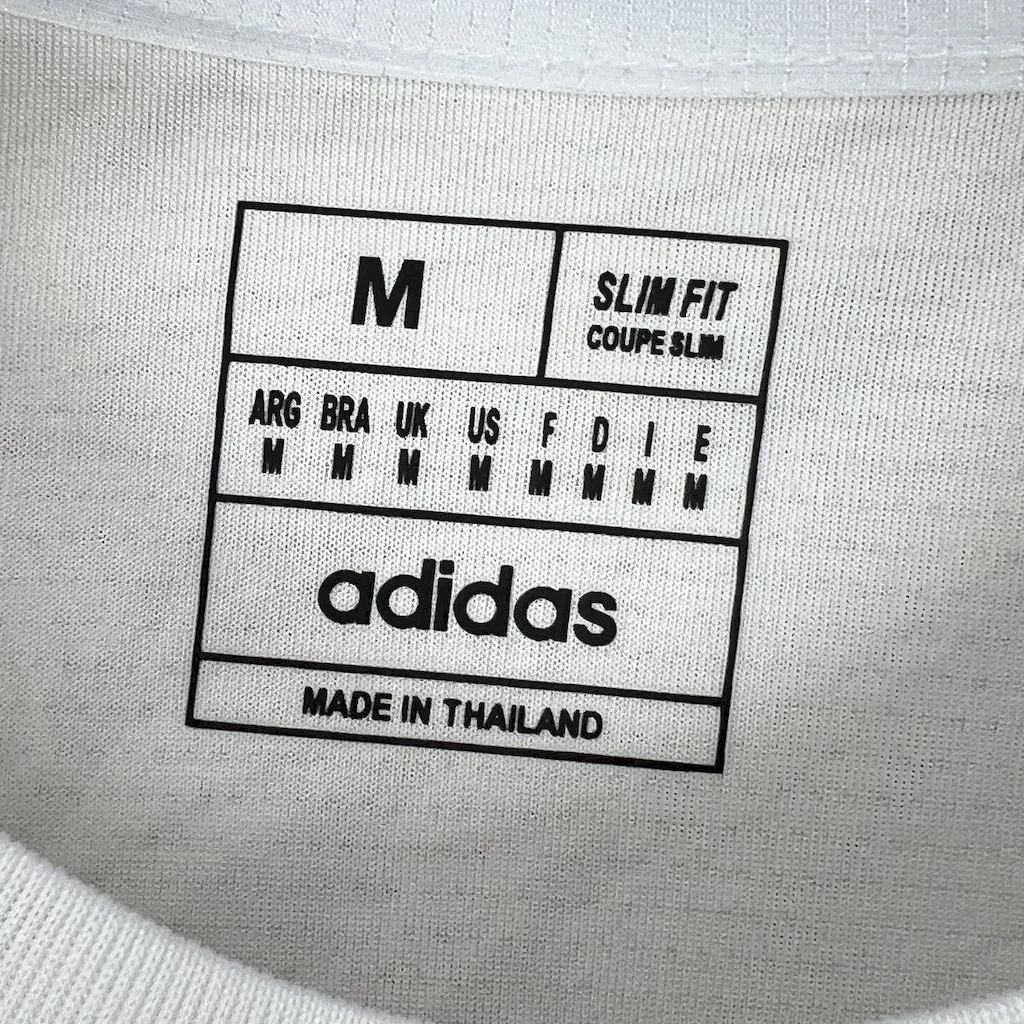 M
SLIM FIT
COUPE SLIM
ARG BRA UK US F D I E
M M M M M M M M
adidas
MADE IN THAILAND